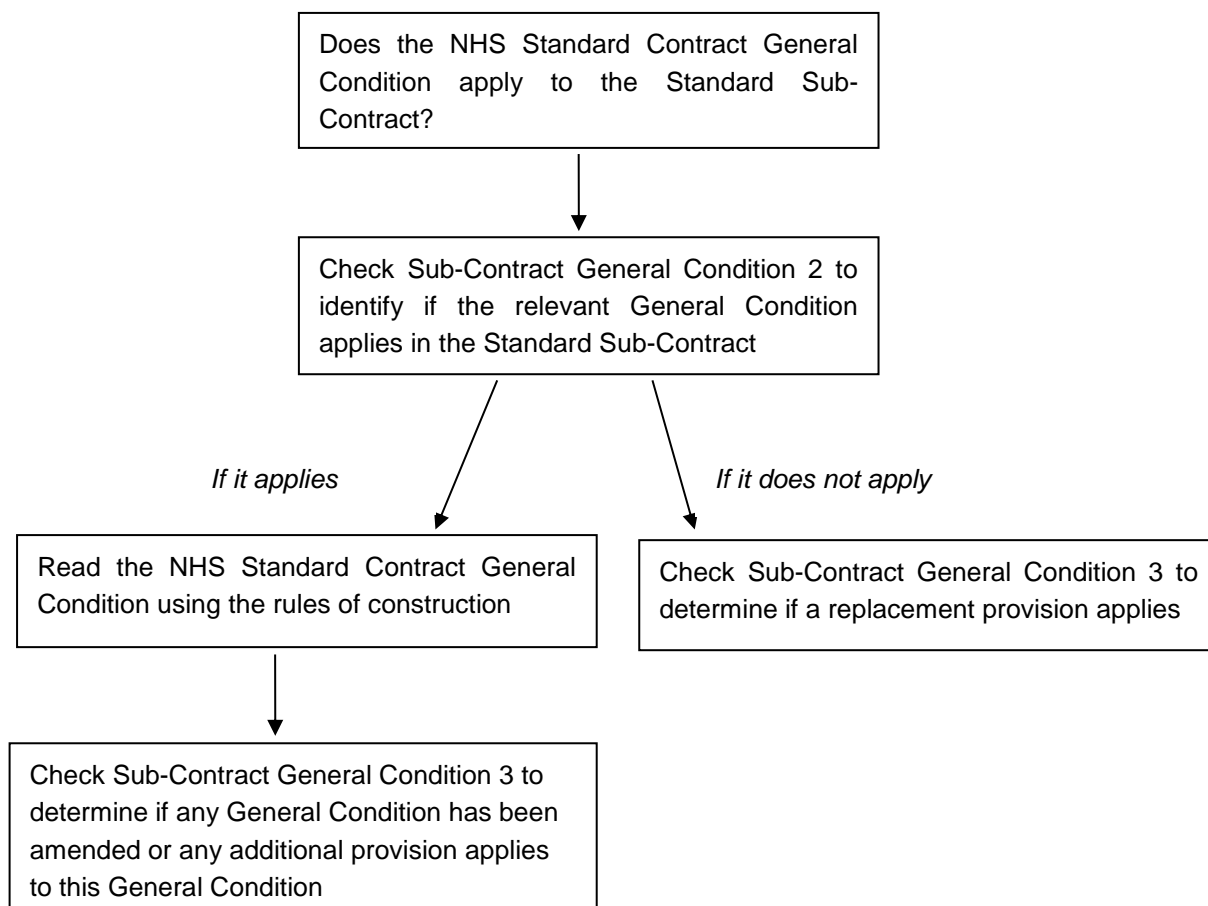 Does the NHS Standard Contract General
Condition apply to the Standard Sub-
Contract?
Check Sub-Contract General Condition 2 to
identify if the relevant General Condition
applies in the Standard Sub-Contract
If it applies
If it does not apply
Read the NHS Standard Contract General
Condition using the rules of construction
Check Sub-Contract General Condition 3 to
determine if a replacement provision applies
Check Sub-Contract General Condition 3 to
determine if any General Condition has been
amended or any additional provision applies
to this General Condition